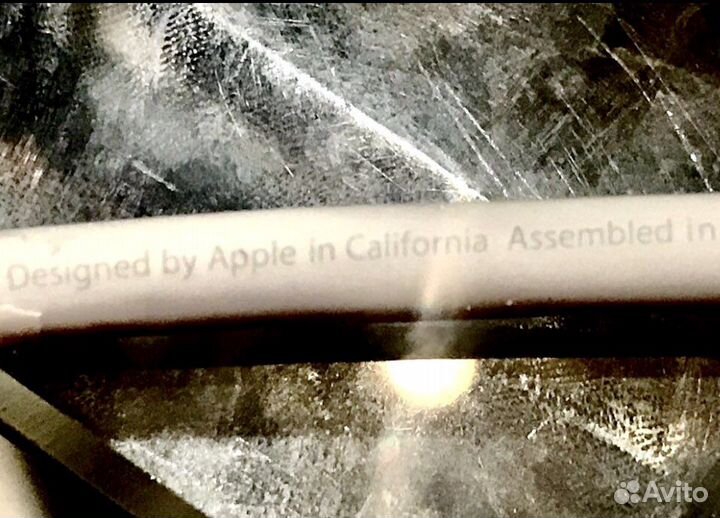 Designed by Apple in California Assembled in
Avito